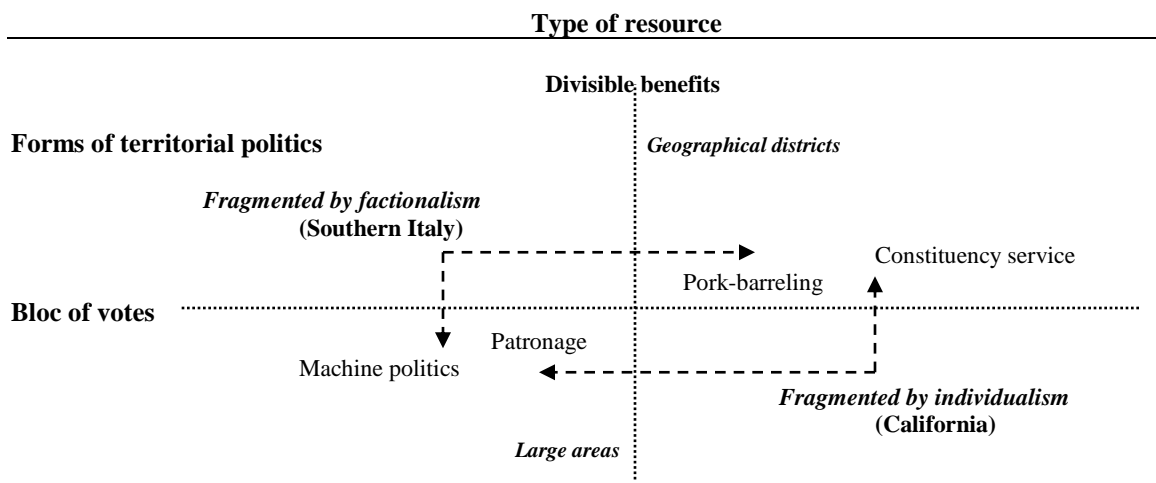 Type of resource
Divisible benefits
Forms of territorial politics
Geographical districts
Fragmented by factionalism
(Southern Italy)
Constituency service
Pork-barreling
Bloc of votes
Patronage
Machine politics
Fragmented by individualism
(California)
Large areas